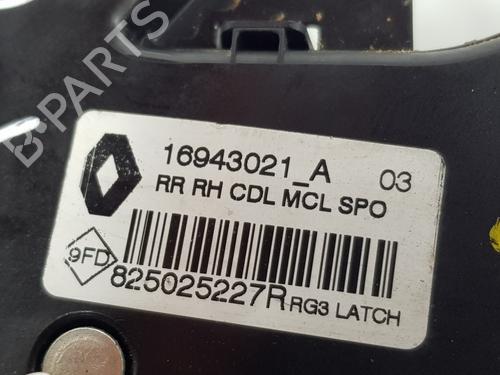 16943021_A 03
RR RH CDL MCL SPO
9FD
825025227R RG3 LATCH
B-PARTS